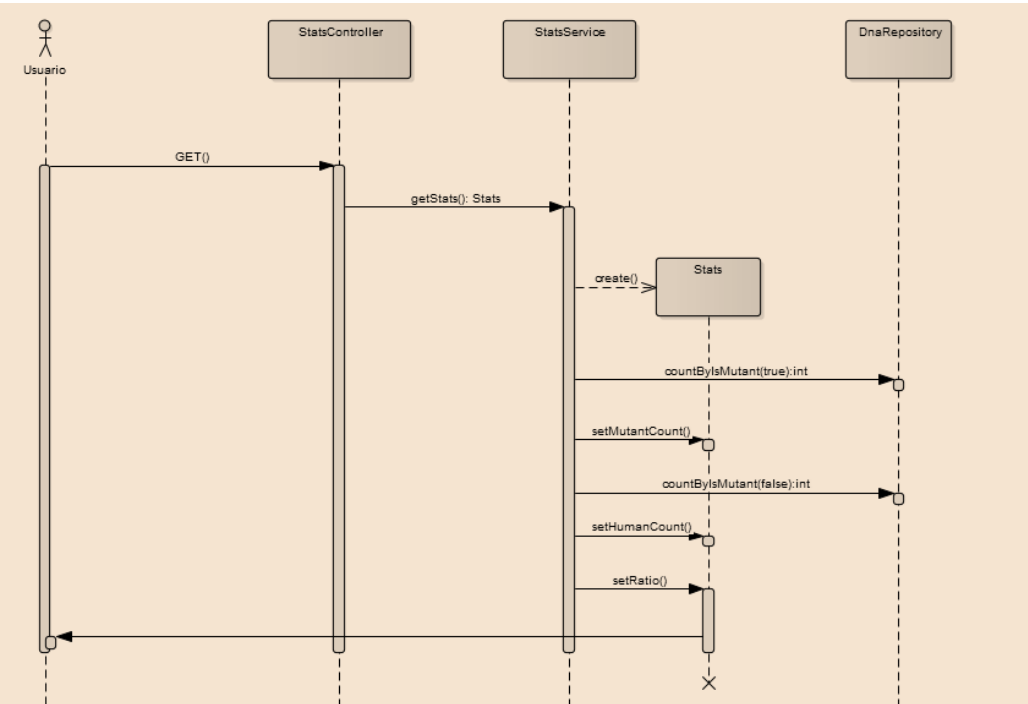 StatsController
StatsService
DnaRepository
Usuario
GET()
getStats(): Stats
Stats
create()
countByIsMutant(true):int
setMutantCount()
countByIsMutant(false):int
setHumanCount()
setRatio()